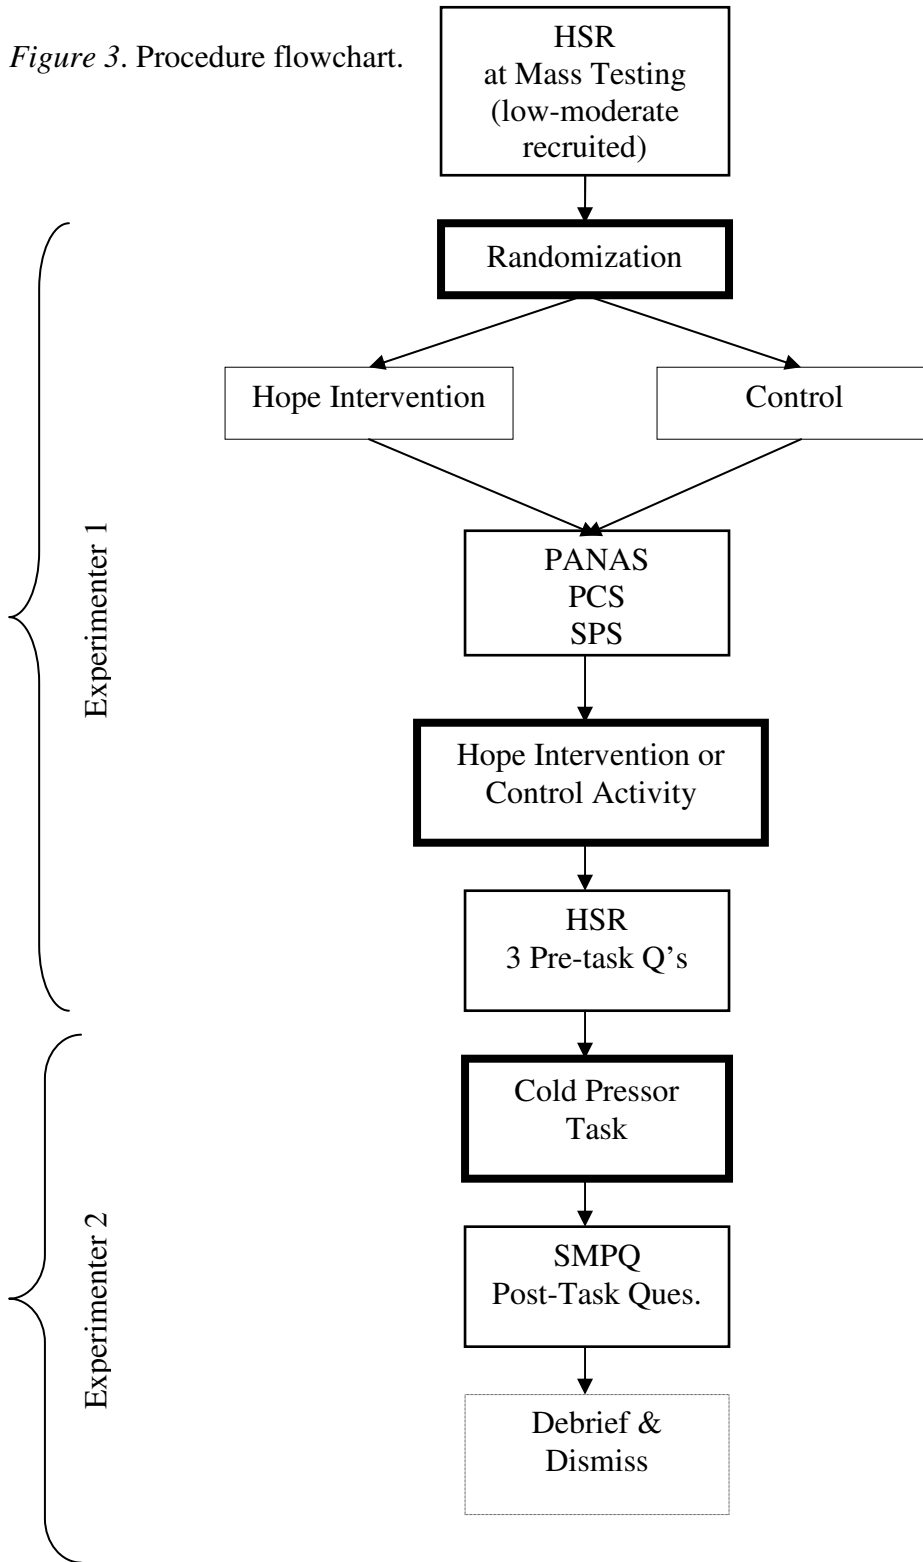 Figure 3. Procedure flowchart.
HSR
at Mass Testing
(low-moderate
recruited)
Randomization
Hope Intervention
Control
PANAS
PCS
SPS
Experimenter 1
Hope Intervention or
Control Activity
HSR
3 Pre-task Q’s
Cold Pressor
Task
Experimenter 2
SMPQ
Post-Task Ques.
Debrief &
Dismiss